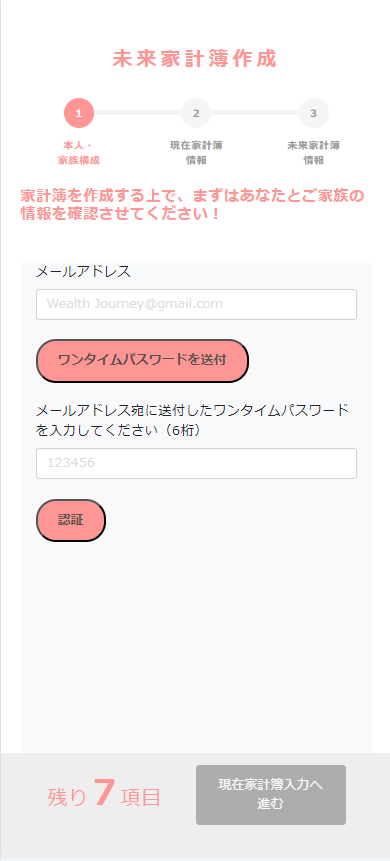 未来家計簿作成
1
2
3
本人・
家族構成
現在家計簿
情報
未来家計簿
情報
家計簿を作成する上で、まずはあなたとご家族の
情報を確認させてください！
メールアドレス
Wealth Journey@gmail.com
ワンタイムパスワードを送付
メールアドレス宛に送付したワンタイムパスワード
を入力してください（6桁）
123456
認証
残り7項目
現在家計簿入力へ
進む